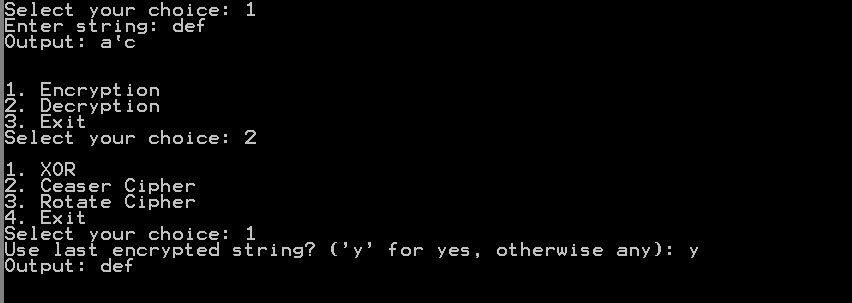 Select your choice: 1
Enter string: def
Output: a`c
1. Encryption
2. Decryption
3. Exit
Select your choice: 2
1. XOR
2. Ceaser Cipher
3. Rotate Cipher
4. Exit
Select your choice: 1
Use last encrypted string? ('y' for yes, otherwise any): y
Output: def